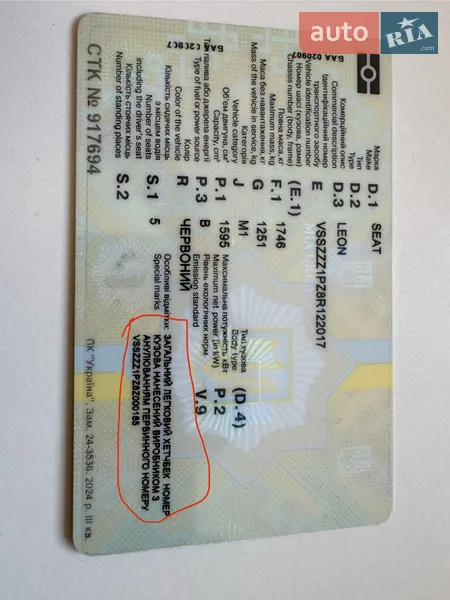 auto RIA.com
БАА 020907
БАА 020907
Марка
Make D.1 SEAT
Тип
Type D.2
Комерційний опис
Commercial description D.3 LEON
Ідентифікаційний номер
транспортного засобу
Vehicle identification number E VSSZZZ1PZ8R122017
Номер шасі (кузова, рами)
Chassis number (body, frame) (E.1)
Повна маса, кг
Maximum mass, kg F.1 1746
Маса без навантаження, кг
Mass of the vehicle in service, kg G 1251
Категорія
Vehicle category J M1
Тип кузова
Body type (D.4)
Об'єм двигуна, см³
Capacity, cm³ P.1 1595
Максимальна потужність, кВт
Maximum net power (in kW) P.2
Тип палива або джерела енергії
Type of fuel or power source P.3 B
Рівень екологічних норм
Emission standard V.9
Колір
Color of the vehicle R ЧЕРВОНИЙ
Кількість сидячих місць
з місцем водія
Number of seats
including the driver's seat S.1 5
Кількість стоячих місць
Number of standing places S.2
Особливі відмітки:
Special marks
ЗАГАЛЬНИЙ ЛЕГКОВИЙ ХЕТЧБЕК НОМЕР
КУЗОВА НАНЕСЕНИЙ ВИРОБНИКОМ З
АНУЛЮВАННЯМ ПЕРВИННОГО НОМЕРУ
VSSZZZ1PZ8Z000185
СТК № 917694
ПК "Україна", Зам. 24-3536, 2024 р. III кв.